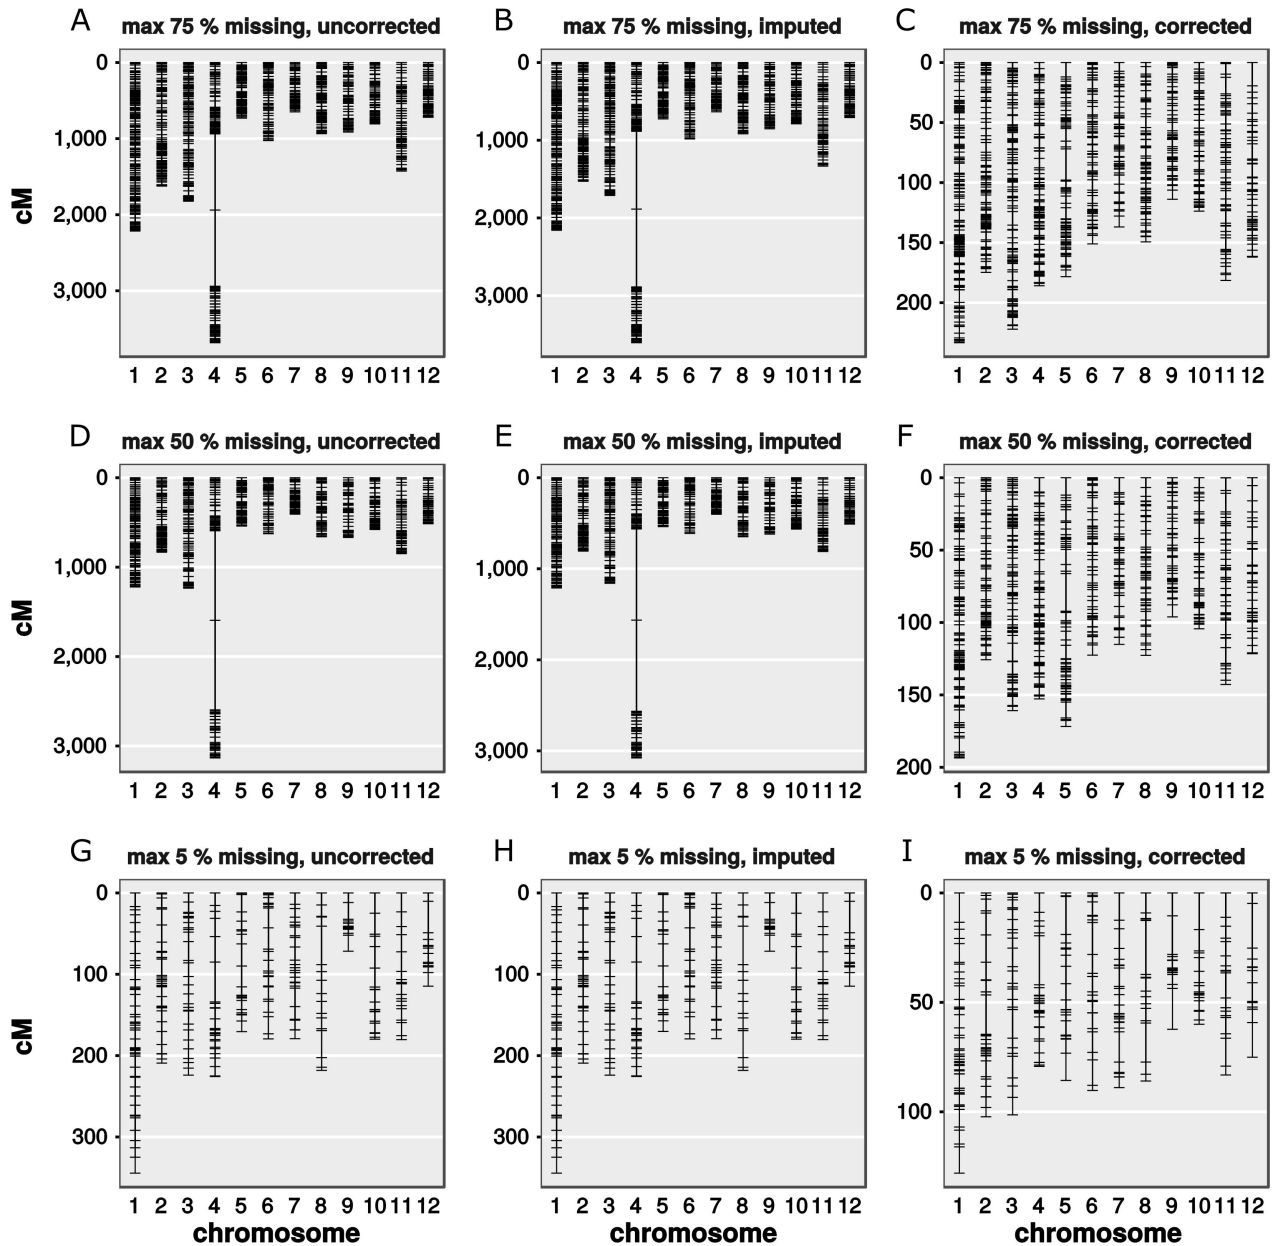 A max 75 % missing, uncorrected
B max 75 % missing, imputed
C max 75 % missing, corrected
cM
0
1,000
2,000
3,000
1 2 3 4 5 6 7 8 9 10 11 12
0
1,000
2,000
3,000
1 2 3 4 5 6 7 8 9 10 11 12
0
50
100
150
200
1 2 3 4 5 6 7 8 9 10 11 12
D max 50 % missing, uncorrected
E max 50 % missing, imputed
F max 50 % missing, corrected
cM
0
1,000
2,000
3,000
1 2 3 4 5 6 7 8 9 10 11 12
0
1,000
2,000
3,000
1 2 3 4 5 6 7 8 9 10 11 12
0
50
100
150
200
1 2 3 4 5 6 7 8 9 10 11 12
G max 5 % missing, uncorrected
H max 5 % missing, imputed
I max 5 % missing, corrected
cM
0
100
200
300
1 2 3 4 5 6 7 8 9 10 11 12
chromosome
0
100
200
300
1 2 3 4 5 6 7 8 9 10 11 12
chromosome
0
50
100
1 2 3 4 5 6 7 8 9 10 11 12
chromosome